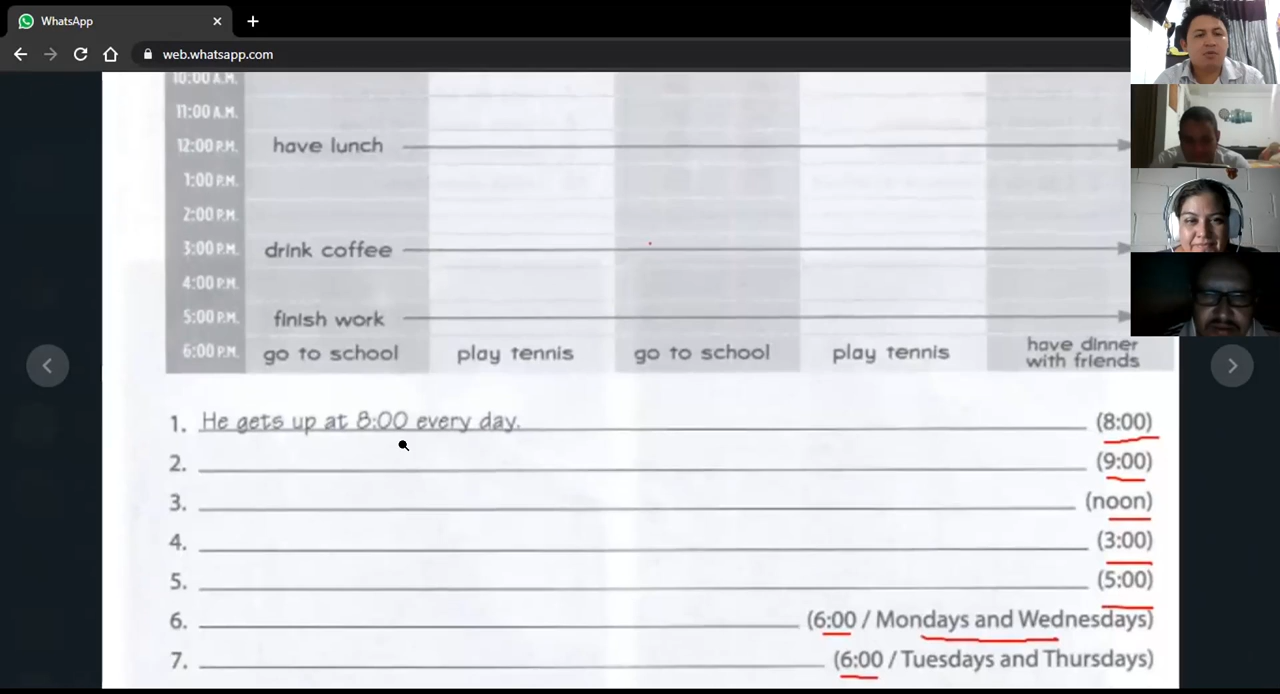 WhatsApp
web.whatsapp.com
10:00 A.M.
11:00 A.M.
12:00 P.M. have lunch
1:00 P.M.
2:00 P.M.
3:00 P.M. drink coffee
4:00 P.M.
5:00 P.M. finish work
6:00 P.M. go to school play tennis go to school play tennis have dinner with friends
1. He gets up at 8:00 every day. (8:00)
2. (9:00)
3. (noon)
4. (3:00)
5. (5:00)
6. (6:00 / Mondays and Wednesdays)
7. (6:00 / Tuesdays and Thursdays)